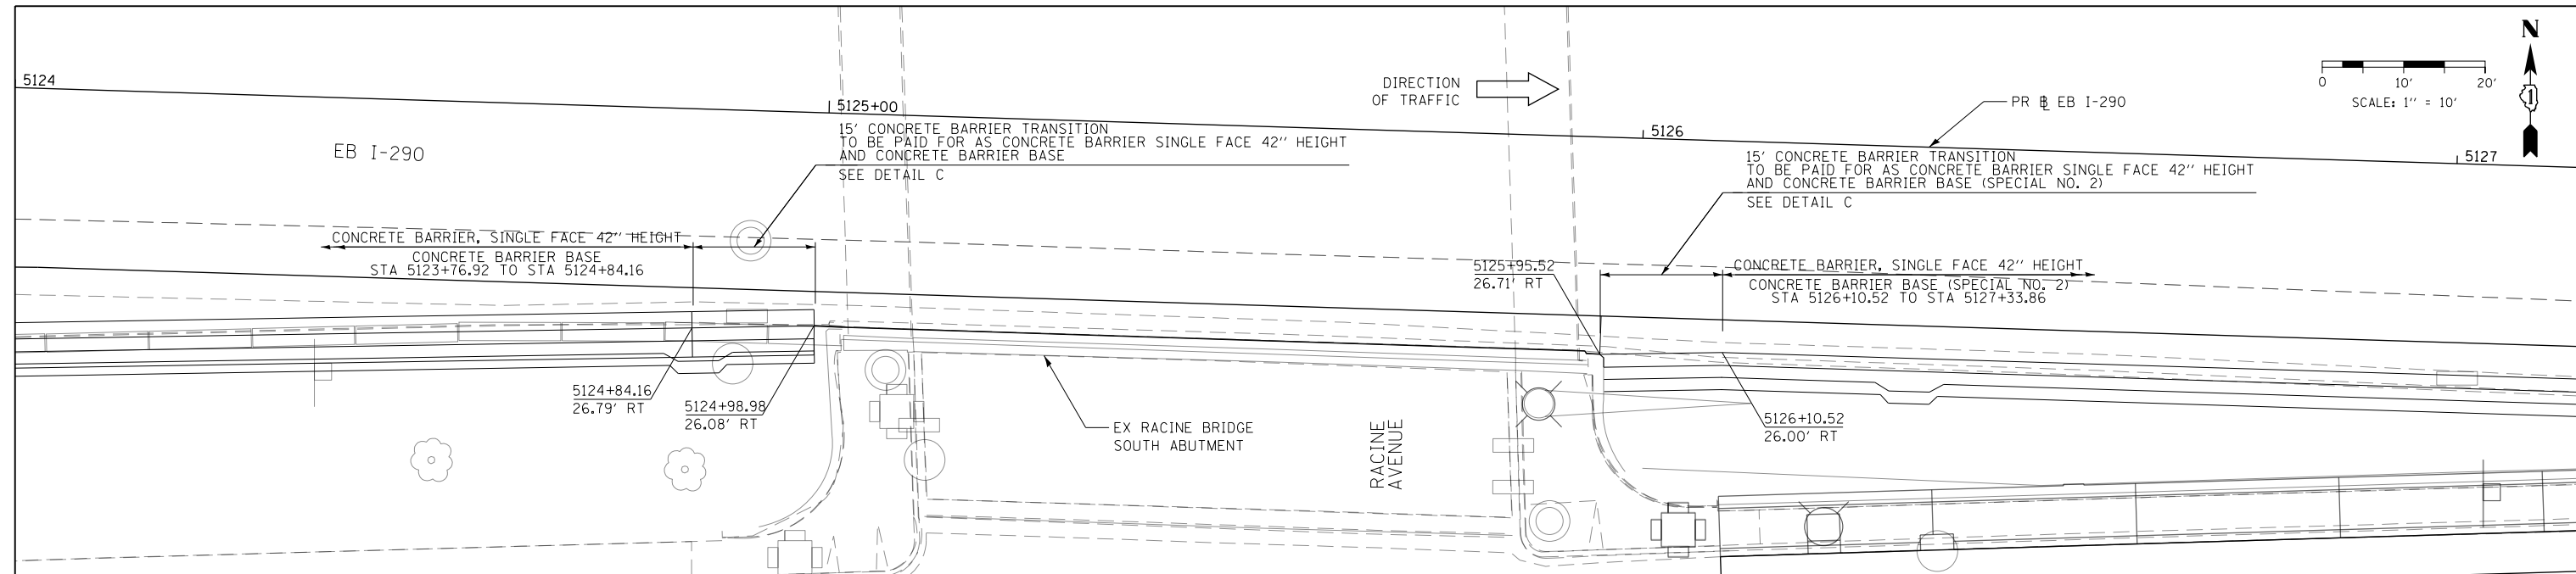 5124
5125+00
5126
5127
DIRECTION
OF TRAFFIC
PR ⅊ EB I-290
0 10' 20'
SCALE: 1'' = 10'
N
EB I-290
15' CONCRETE BARRIER TRANSITION
TO BE PAID FOR AS CONCRETE BARRIER SINGLE FACE 42'' HEIGHT
AND CONCRETE BARRIER BASE
SEE DETAIL C
15' CONCRETE BARRIER TRANSITION
TO BE PAID FOR AS CONCRETE BARRIER SINGLE FACE 42'' HEIGHT
AND CONCRETE BARRIER BASE (SPECIAL NO. 2)
SEE DETAIL C
CONCRETE BARRIER, SINGLE FACE 42'' HEIGHT
CONCRETE BARRIER BASE
STA 5123+76.92 TO STA 5124+84.16
5125+95.52
26.71' RT
CONCRETE BARRIER, SINGLE FACE 42'' HEIGHT
CONCRETE BARRIER BASE (SPECIAL NO. 2)
STA 5126+10.52 TO STA 5127+33.86
5124+84.16
26.79' RT
5124+98.98
26.08' RT
EX RACINE BRIDGE
SOUTH ABUTMENT
RACINE
AVENUE
5126+10.52
26.00' RT